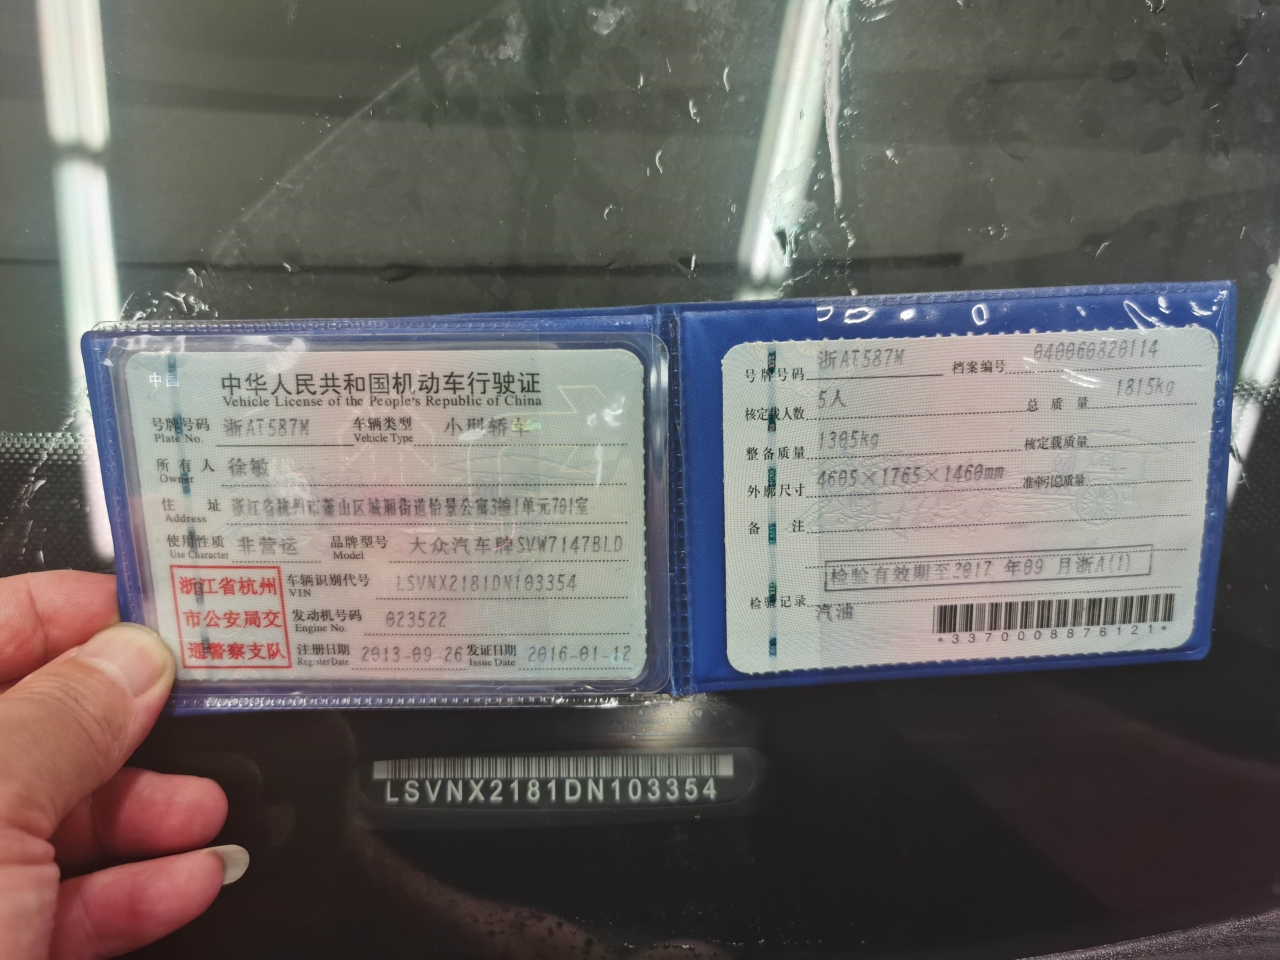 中国
中华人民共和国机动车行驶证
Vehicle License of the People's Republic of China
号牌号码 浙AT587M 车辆类型 小型轿车
Plate No. Vehicle Type
所有人 徐敏
Owner
住址 浙江省杭州市萧山区城厢街道怡景公寓3幢1单元701室
Address
使用性质 非营运 品牌型号 大众汽车牌SVW7147BLD
Use Character Model
浙江省杭州
市公安局交
通警察支队
车辆识别代号 LSVNX2181DN103354
VIN
发动机号码 023522
Engine No.
注册日期 2013-09-26 发证日期 2016-01-12
Register Date Issue Date
号牌号码 浙AT587M 档案编号 040060820114
核定载人数 5人 总质量 1815kg
整备质量 1305kg 核定载质量
外廓尺寸 4605×1765×1460mm 准牵引总质量
备注
检验有效期至2017 年09 月浙A(1)
检验记录
汽油
*3370008876121*
LSVNX2181DN103354